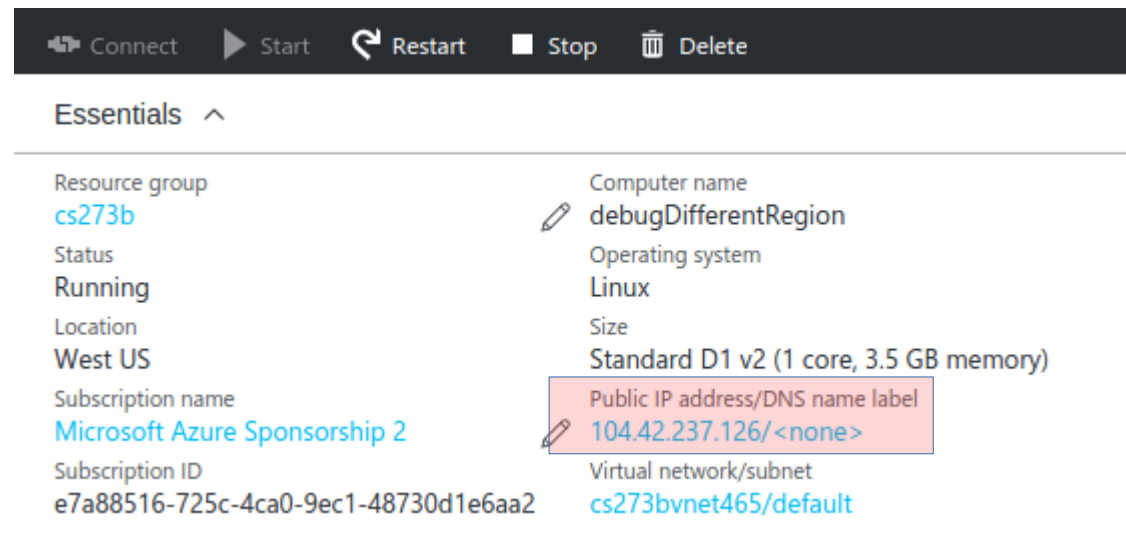 Connect Start Restart Stop Delete
Essentials
Resource group
cs273b
Computer name
debugDifferentRegion
Status
Running
Operating system
Linux
Location
West US
Size
Standard D1 v2 (1 core, 3.5 GB memory)
Subscription name
Microsoft Azure Sponsorship 2
Public IP address/DNS name label
104.42.237.126/<none>
Subscription ID
e7a88516-725c-4ca0-9ec1-48730d1e6aa2
Virtual network/subnet
cs273bvnet465/default